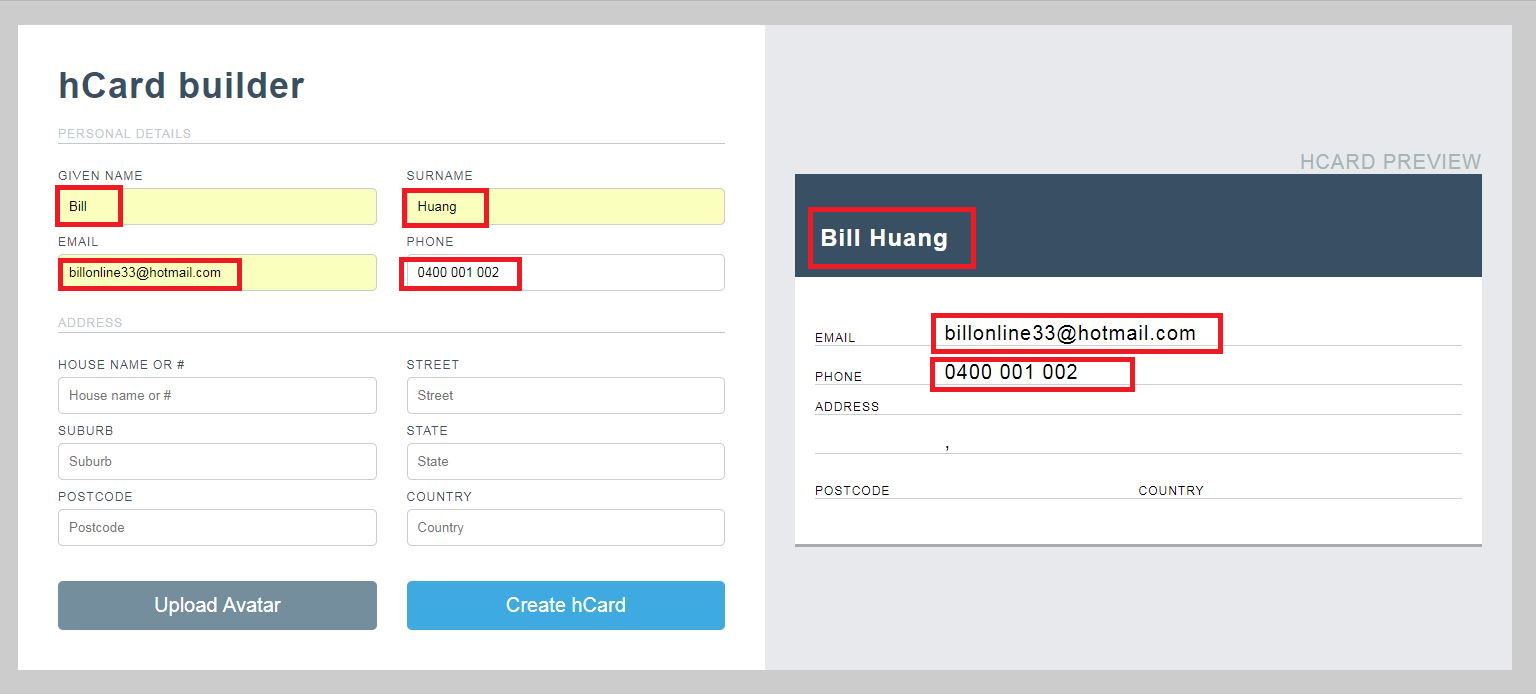 hCard builder
PERSONAL DETAILS
GIVEN NAME
SURNAME
Bill
Huang
EMAIL
PHONE
billonline33@hotmail.com
0400 001 002
ADDRESS
HOUSE NAME OR #
STREET
House name or #
Street
SUBURB
STATE
Suburb
State
POSTCODE
COUNTRY
Postcode
Country
Upload Avatar
Create hCard
HCARD PREVIEW
Bill Huang
EMAIL billonline33@hotmail.com
PHONE 0400 001 002
ADDRESS
,
POSTCODE
COUNTRY